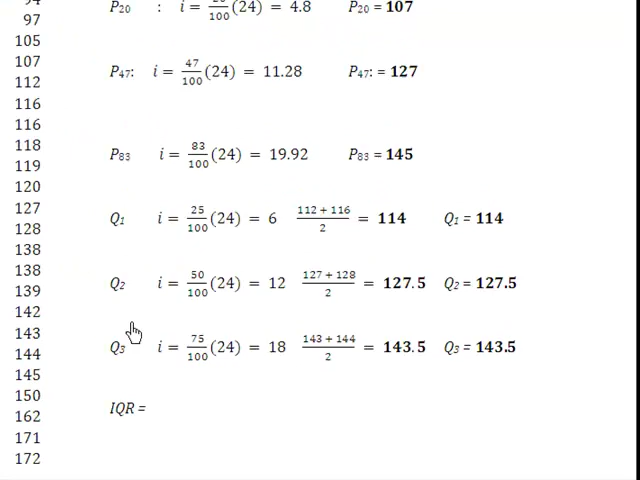 94 P20 : i = 20/100 (24) = 4.8 P20 = 107
97
105
107 P47: i = 47/100 (24) = 11.28 P47: = 127
112
116
116
118 P83 i = 83/100 (24) = 19.92 P83 = 145
119
120
127 Q1 i = 25/100 (24) = 6 112 + 116/2 = 114 Q1 = 114
128
138
138 Q2 i = 50/100 (24) = 12 127 + 128/2 = 127.5 Q2 = 127.5
139
142
143
144 Q3 i = 75/100 (24) = 18 143 + 144/2 = 143.5 Q3 = 143.5
145
150
162 IQR =
171
172